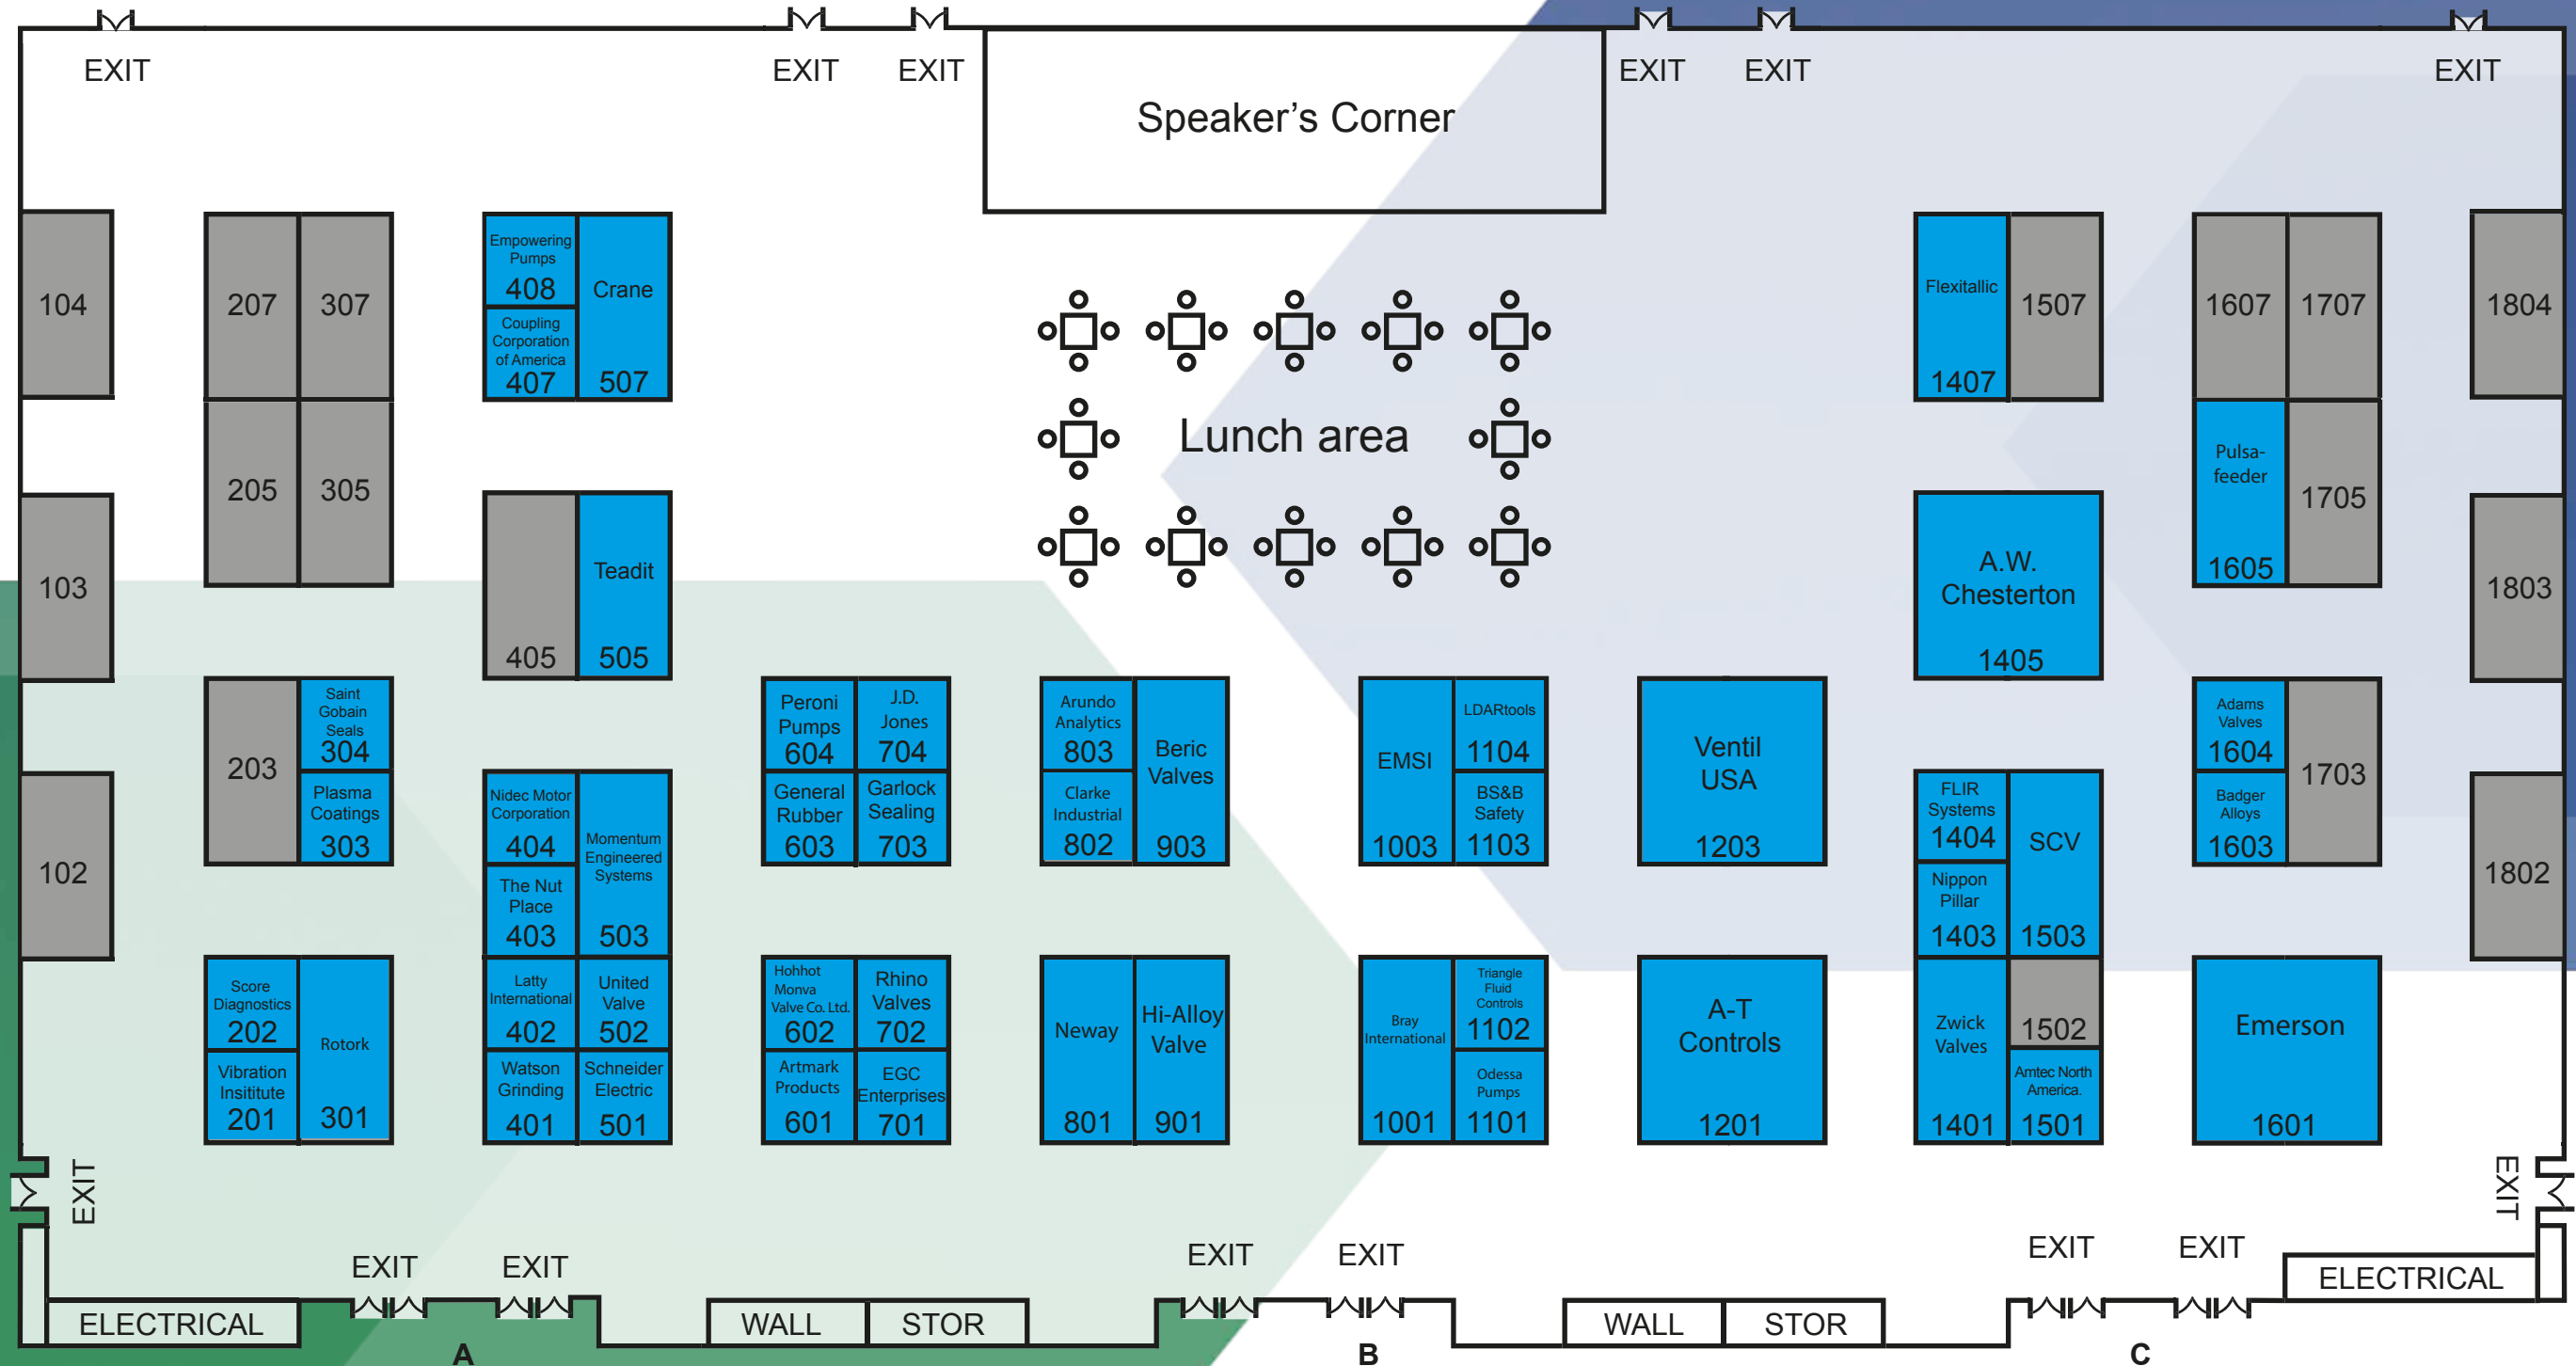 EXIT
EXIT
EXIT
EXIT
EXIT
EXIT
Speaker’s Corner
104
207
307
Empowering
Pumps
408
Coupling
Corporation
of America
407
Crane
507
Flexitallic
1407
1507
1607
1707
1804
Lunch area
103
205
305
405
Teadit
505
A.W.
Chesterton
1405
Pulsa-
feeder
1605
1705
1803
102
203
Saint
Gobain
Seals
304
Plasma
Coatings
303
Nidec Motor
Corporation
404
The Nut
Place
403
Momentum
Engineered
Systems
503
Peroni
Pumps
604
J.D.
Jones
704
General
Rubber
603
Garlock
Sealing
703
Arundo
Analytics
803
Clarke
Industrial
802
Beric
Valves
903
EMSI
1003
LDARtools
1104
BS&B
Safety
1103
Ventil
USA
1203
FLIR
Systems
1404
Nippon
Pillar
1403
SCV
1503
Adams
Valves
1604
Badger
Alloys
1603
1703
1802
Score
Diagnostics
202
Vibration
Insititute
201
Rotork
301
Latty
International
402
United
Valve
502
Watson
Grinding
401
Schneider
Electric
501
Hohhot
Monva
Valve Co. Ltd.
602
Rhino
Valves
702
Artmark
Products
601
EGC
Enterprises
701
Neway
801
Hi-Alloy
Valve
901
Bray
International
1001
Triangle
Fluid
Controls
1102
Odessa
Pumps
1101
A-T
Controls
1201
Zwick
Valves
1401
1502
Amtec North
America.
1501
Emerson
1601
EXIT
EXIT
EXIT
EXIT
EXIT
EXIT
EXIT
EXIT
ELECTRICAL
WALL
STOR
WALL
STOR
ELECTRICAL
A
B
C